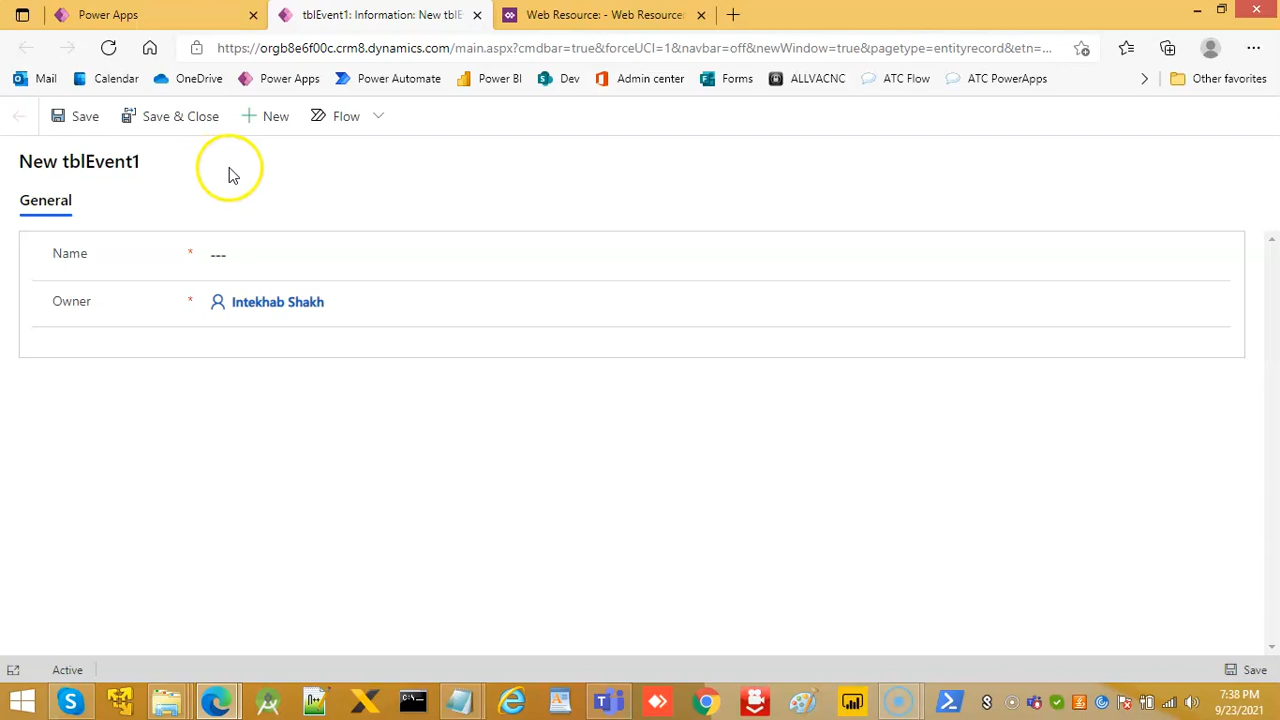 Power Apps
tblEvent1: Information: New tblE
Web Resource: - Web Resource:
https://orgb8e6f00c.crm8.dynamics.com/main.aspx?cmdbar=true&forceUCI=1&navbar=off&newWindow=true&pagetype=entityrecord&etn=...
Mail
Calendar
OneDrive
Power Apps
Power Automate
Power BI
Dev
Admin center
Forms
ALLVACNC
ATC Flow
ATC PowerApps
Other favorites
Save
Save & Close
New
Flow
New tblEvent1
General
Name * ---
Owner * Intekhab Shakh
Active
Save
7:38 PM
9/23/2021